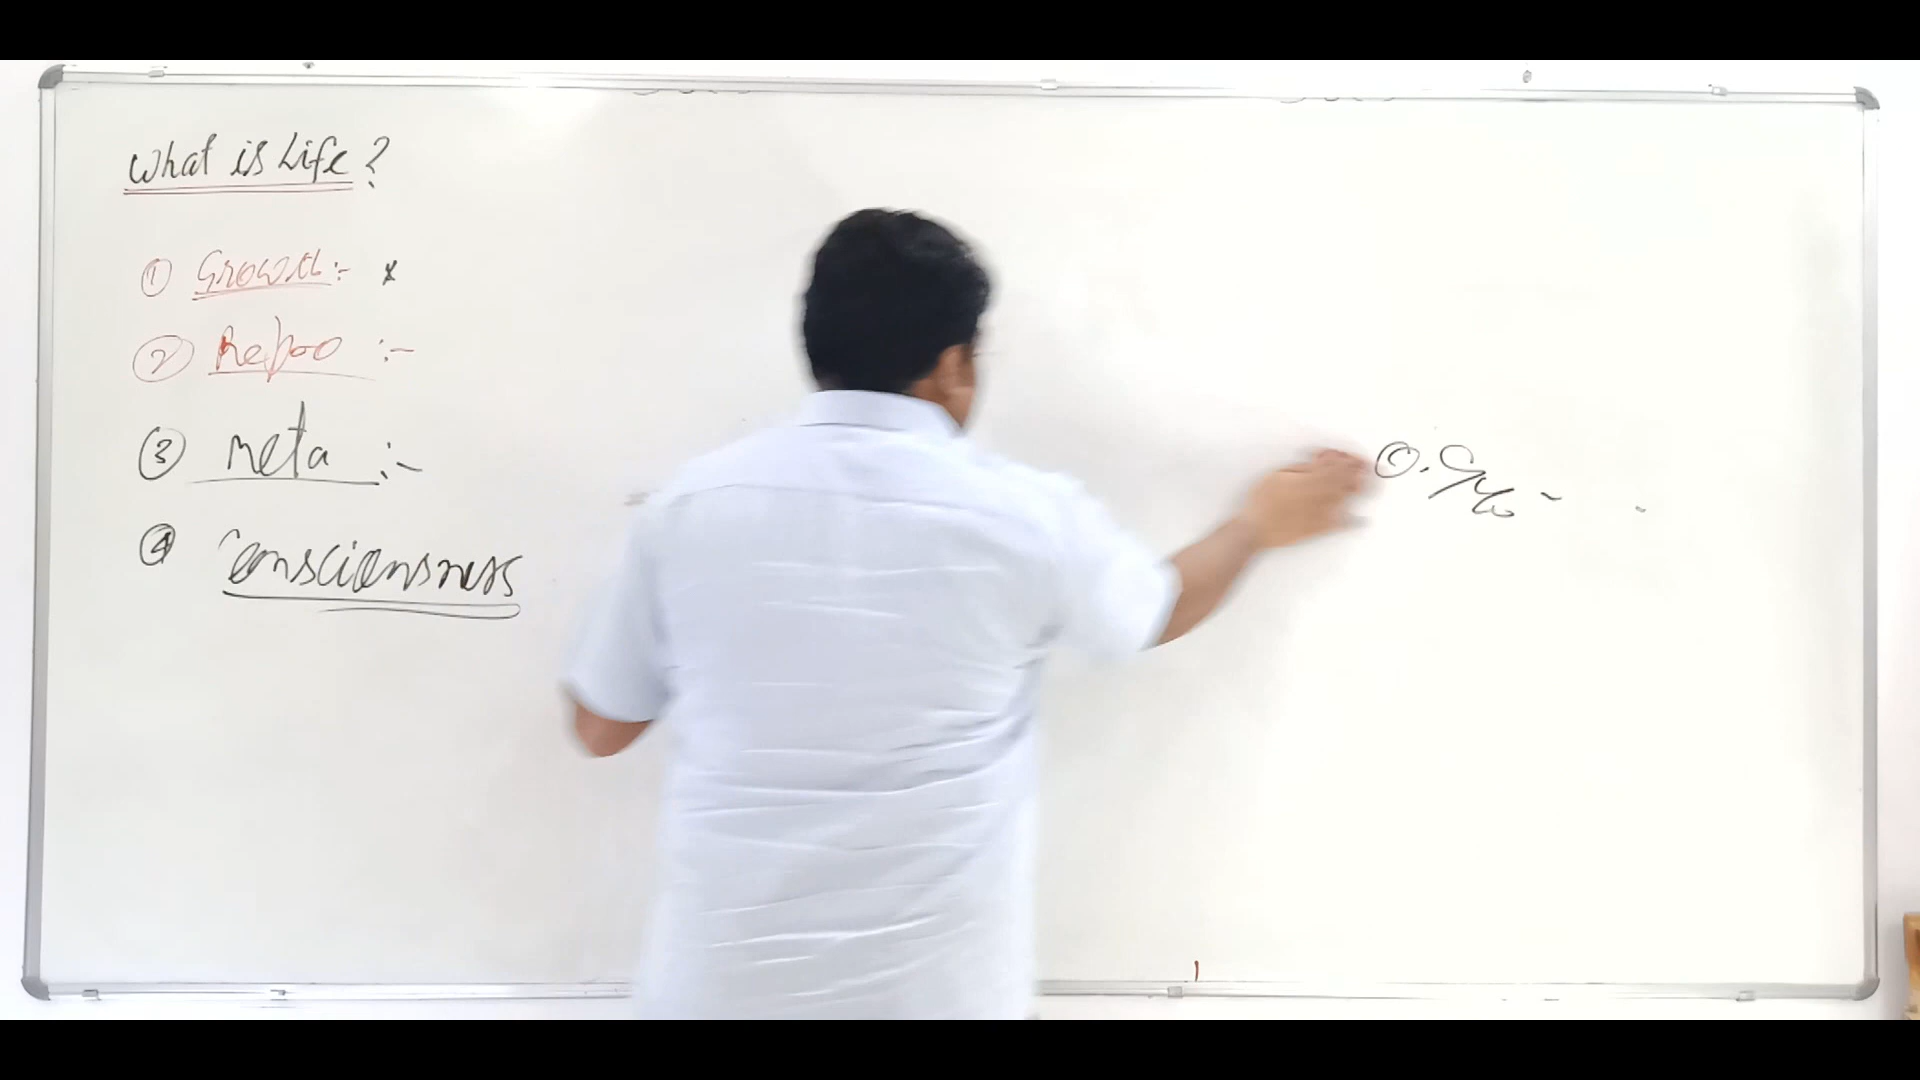 What is Life?
① Growth :- x
② Repro :-
③ Meta :-
④ Consciousness